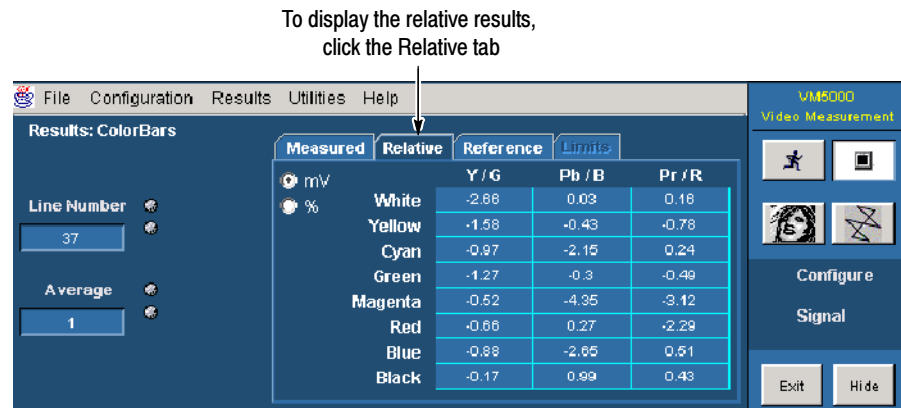 To display the relative results,
click the Relative tab
File Configuration Results Utilities Help
VM5000
Video Measurement
Results: ColorBars
Measured Relative Reference Limits
mV
%
Y / G Pb / B Pr / R
White -2.88 0.03 0.18
Yellow -1.58 -0.43 -0.78
Cyan -0.97 -2.15 0.24
Green -1.27 -0.3 -0.49
Magenta -0.52 -4.35 -3.12
Red -0.66 0.27 -2.29
Blue -0.88 -2.65 0.51
Black -0.17 0.99 0.43
Line Number
37
Average
1
Configure
Signal
Exit Hide